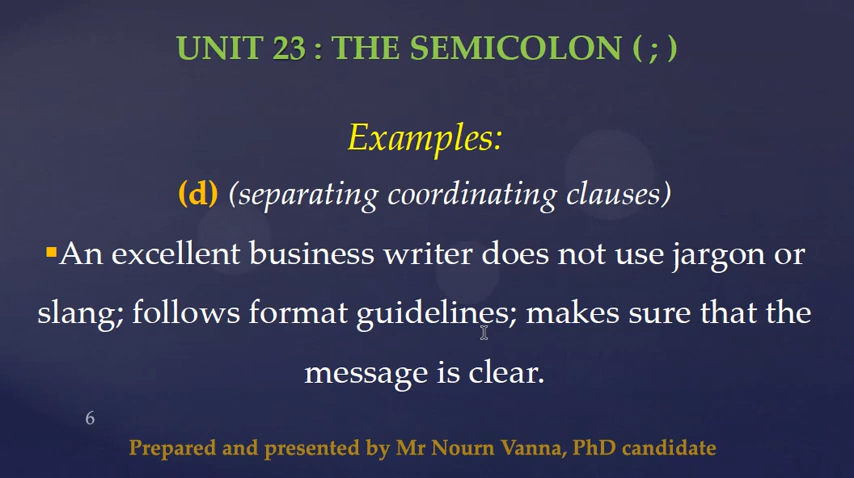 UNIT 23 : THE SEMICOLON ( ; )
Examples:
(d) (separating coordinating clauses)
▪An excellent business writer does not use jargon or
slang; follows format guidelines; makes sure that the
message is clear.
6
Prepared and presented by Mr Nourn Vanna, PhD candidate